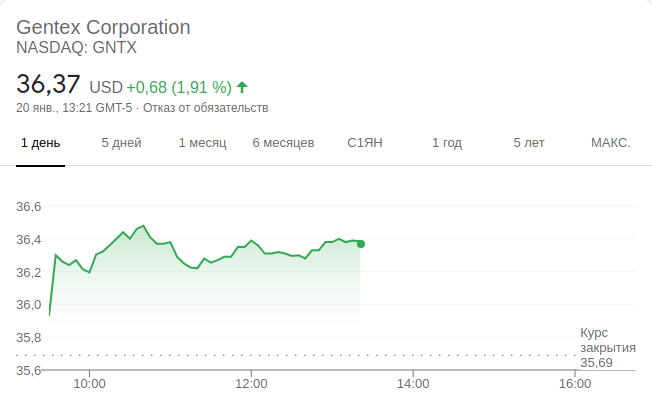 Gentex Corporation
NASDAQ: GNTX
36,37 USD +0,68 (1,91 %)
20 янв., 13:21 GMT-5 · Отказ от обязательств
1 день 5 дней 1 месяц 6 месяцев С1ЯН 1 год 5 лет МАКС.
36,6
36,4
36,2
36,0
35,8
35,6
Курс
закрытия
35,69
10:00 12:00 14:00 16:00